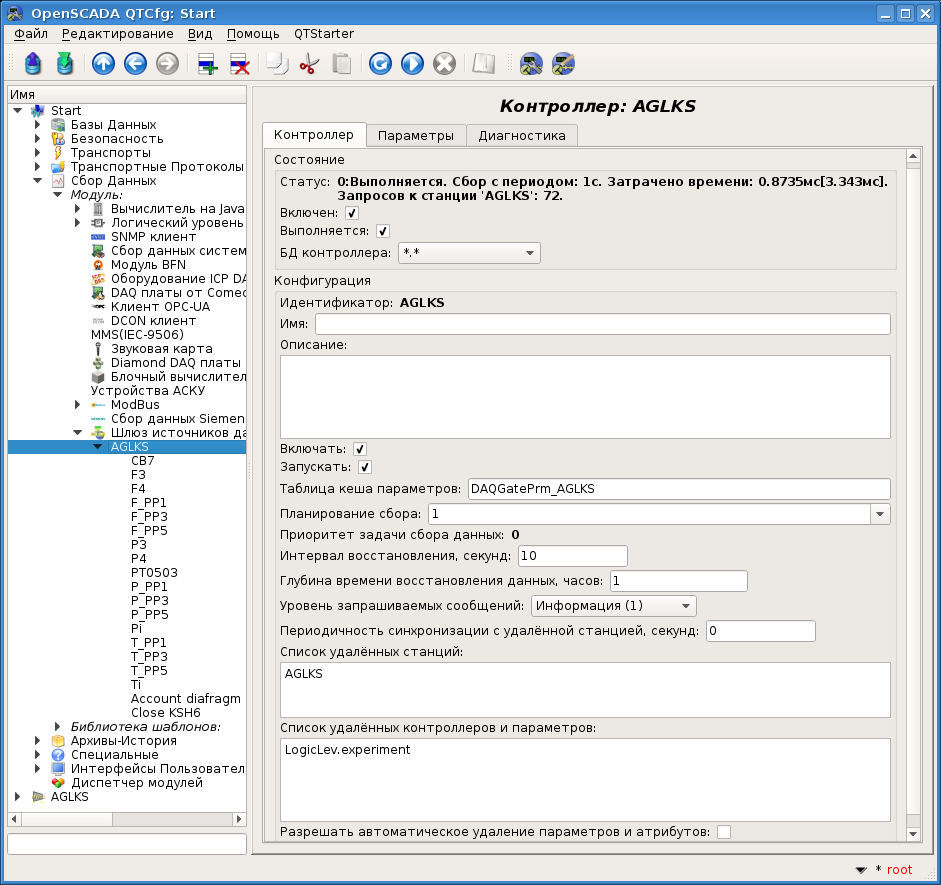 OpenSCADA QTCfg: Start
Файл Редактирование Вид Помощь QTStarter
Имя
Start
Базы Данных
Безопасность
Транспорты
Транспортные Протоколы
Сбор Данных
Модуль:
Вычислитель на Java
Логический уровень
SNMP клиент
Сбор данных систем
Модуль BFN
Оборудование ICP DA
DAQ платы от Comed
Клиент OPC-UA
DCON клиент
MMS(IEC-9506)
Звуковая карта
Diamond DAQ платы
Блочный вычислител
Устройства АСКУ
ModBus
Сбор данных Siemen
Шлюз источников да
AGLKS
CB7
F3
F4
F_PP1
F_PP3
F_PP5
P3
P4
PT0503
P_PP1
P_PP3
P_PP5
Pi
T_PP1
T_PP3
T_PP5
Ti
Account diafragm
Close KSH6
Библиотека шаблонов:
Архивы-История
Специальные
Интерфейсы Пользовател
Диспетчер модулей
AGLKS
Контроллер: AGLKS
Контроллер Параметры Диагностика
Состояние
Статус: 0:Выполняется. Сбор с периодом: 1с. Затрачено времени: 0.8735мс[3.343мс].
Запросов к станции 'AGLKS': 72.
Включен:
Выполняется:
БД контроллера: *.*
Конфигурация
Идентификатор: AGLKS
Имя:
Описание:
Включать:
Запускать:
Таблица кеша параметров: DAQGatePrm_AGLKS
Планирование сбора: 1
Приоритет задачи сбора данных: 0
Интервал восстановления, секунд: 10
Глубина времени восстановления данных, часов: 1
Уровень запрашиваемых сообщений: Информация (1)
Периодичность синхронизации с удалённой станцией, секунд: 0
Список удалённых станций:
AGLKS
Список удалённых контроллеров и параметров:
LogicLev.experiment
Разрешать автоматическое удаление параметров и атрибутов:
* root